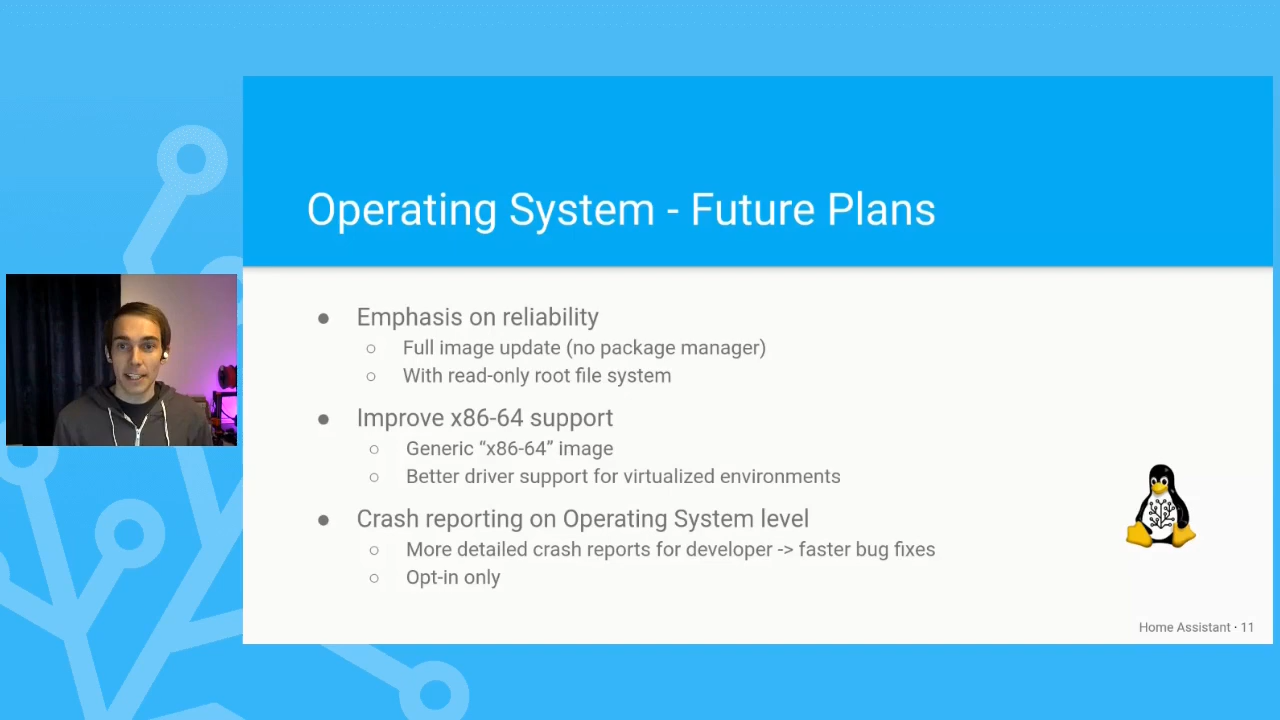 Operating System - Future Plans
● Emphasis on reliability
○ Full image update (no package manager)
○ With read-only root file system
● Improve x86-64 support
○ Generic “x86-64” image
○ Better driver support for virtualized environments
● Crash reporting on Operating System level
○ More detailed crash reports for developer -> faster bug fixes
○ Opt-in only
Home Assistant · 11